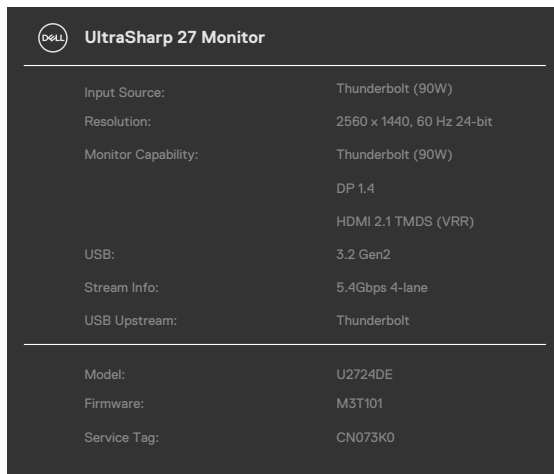 DELL UltraSharp 27 Monitor
Input Source: Thunderbolt (90W)
Resolution: 2560 x 1440, 60 Hz 24-bit
Monitor Capability: Thunderbolt (90W)
DP 1.4
HDMI 2.1 TMDS (VRR)
USB: 3.2 Gen2
Stream Info: 5.4Gbps 4-lane
USB Upstream: Thunderbolt
Model: U2724DE
Firmware: M3T101
Service Tag: CN073K0